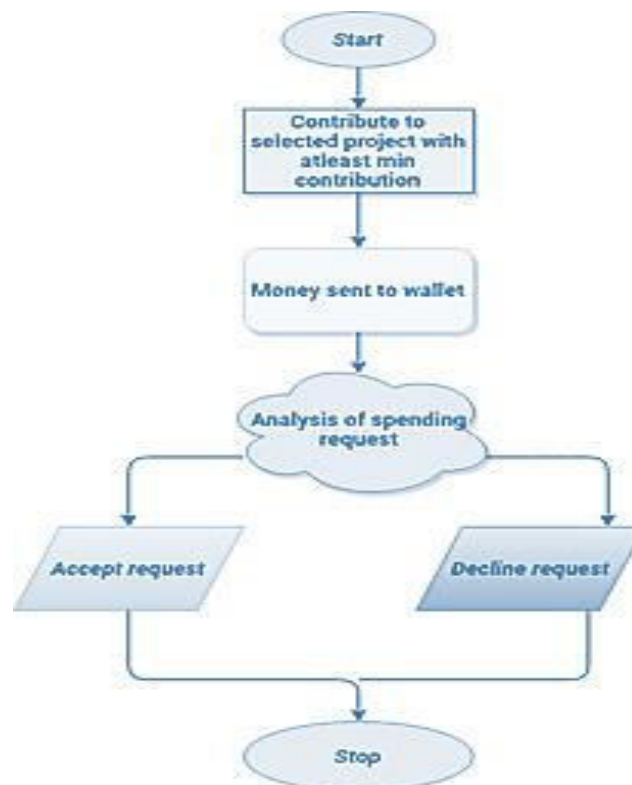 Start
Contribute to
selected project with
atleast min
contribution
Money sent to wallet
Analysis of spending
request
Accept request
Decline request
Stop